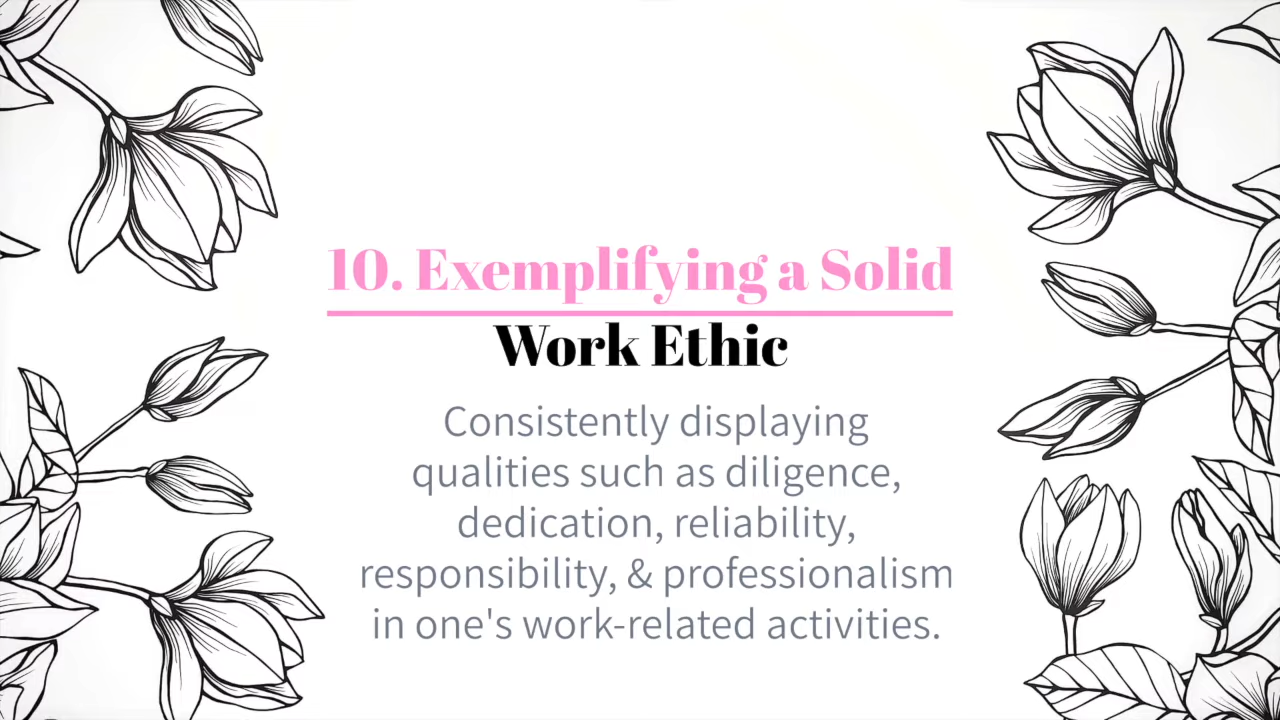 10. Exemplifying a Solid
Work Ethic
Consistently displaying
qualities such as diligence,
dedication, reliability,
responsibility, & professionalism
in one's work-related activities.